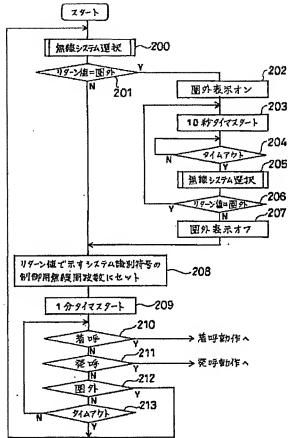 スタート
無線システム選択
200
リターン値=圏外
Y
201
N
202
圏外表示オン
203
10秒タイマスタート
204
タイムアウト
N
Y
205
無線システム選択
206
リターン値=圏外
Y
N
207
圏外表示オフ
リターン値で示すシステム識別符号の
制御用無線周波数にセット
208
1分タイマスタート
209
210
着呼
Y
着呼動作へ
N
211
発呼
Y
発呼動作へ
N
212
圏外
Y
N
213
タイムアウト
N
Y